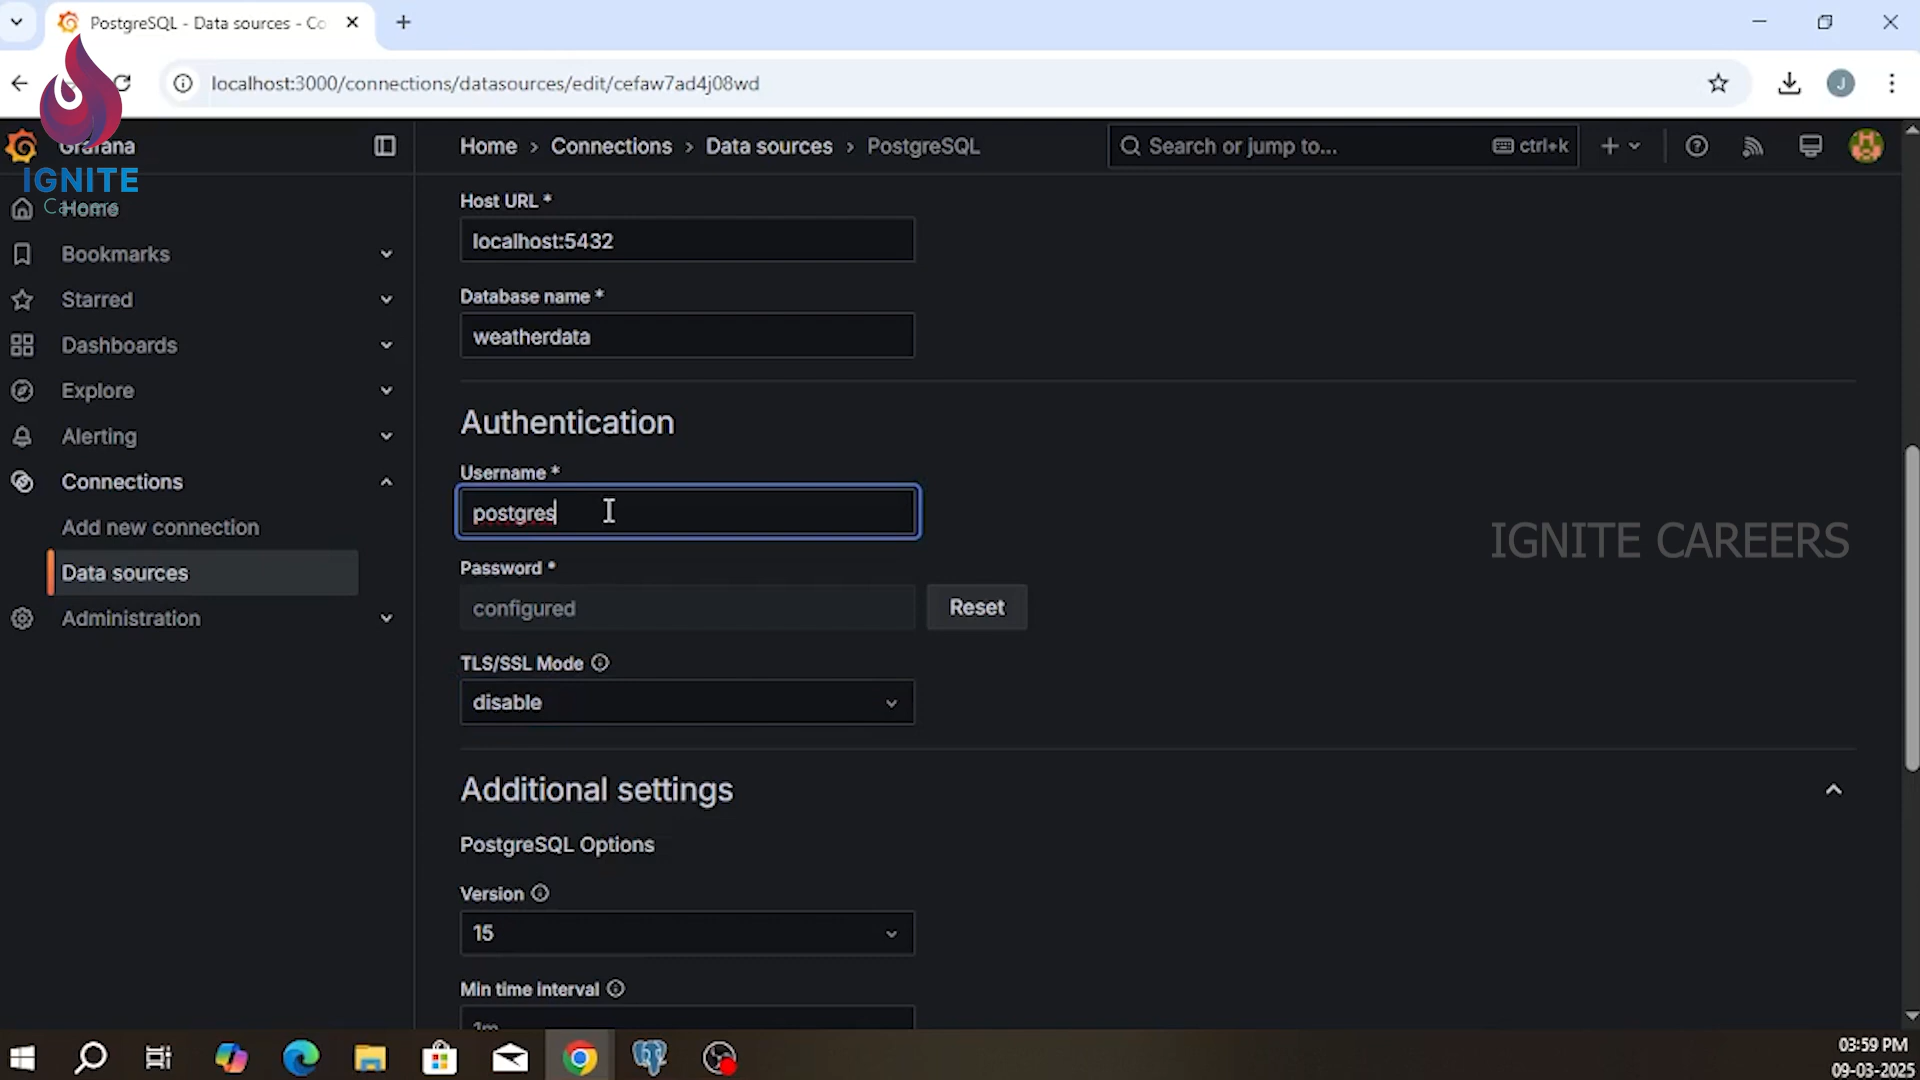 PostgreSQL - Data sources - Co
localhost:3000/connections/datasources/edit/cefaw7ad4j08wd
J
Grafana
IGNITE
Careers
Home › Connections › Data sources › PostgreSQL
Search or jump to...
ctrl+k
Home
Bookmarks
Starred
Dashboards
Explore
Alerting
Connections
Add new connection
Data sources
Administration
Host URL *
localhost:5432
Database name *
weatherdata
Authentication
Username *
postgres
Password *
configured
Reset
TLS/SSL Mode
disable
IGNITE CAREERS
Additional settings
PostgreSQL Options
Version
15
Min time interval
1m
03:59 PM
09-03-2025